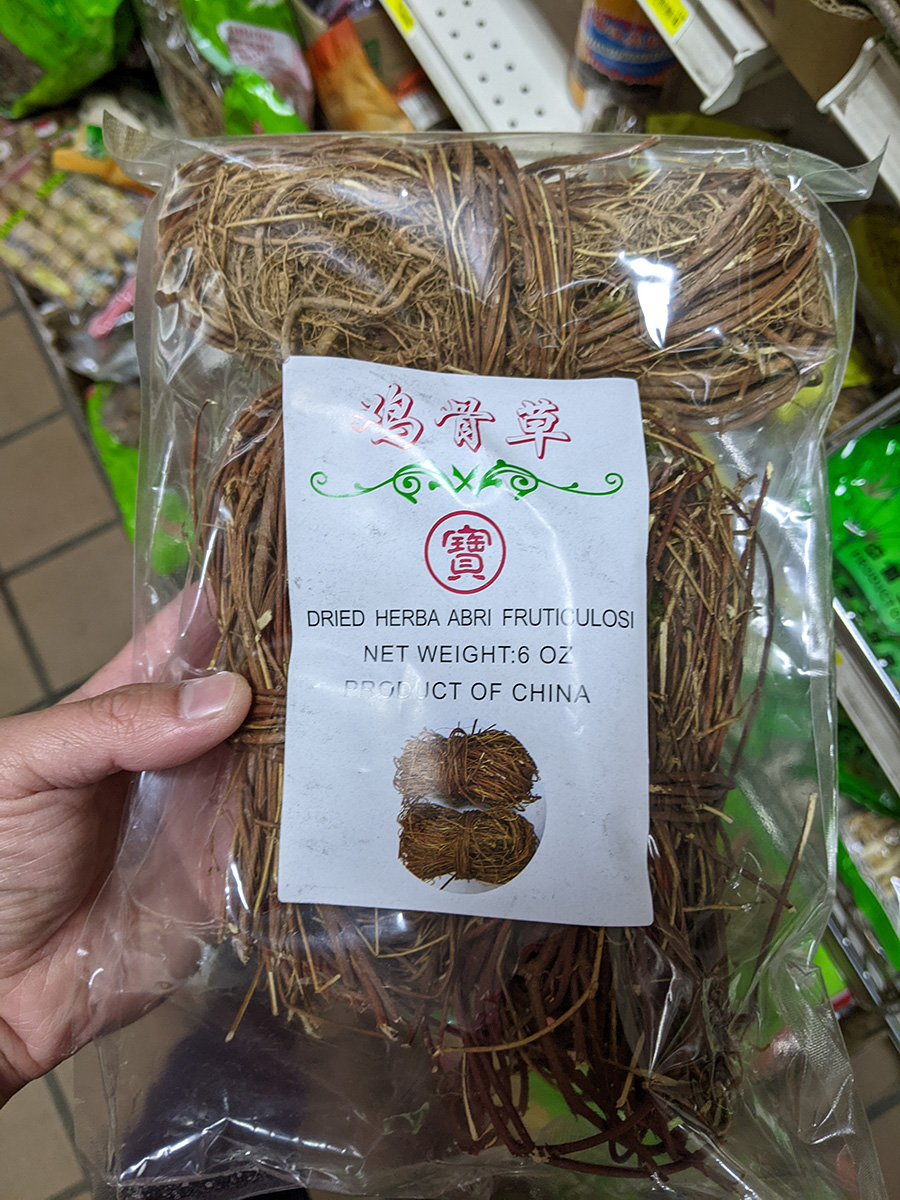 鸡骨草
寶
DRIED HERBA ABRI FRUTICULOSI
NET WEIGHT:6 OZ
PRODUCT OF CHINA